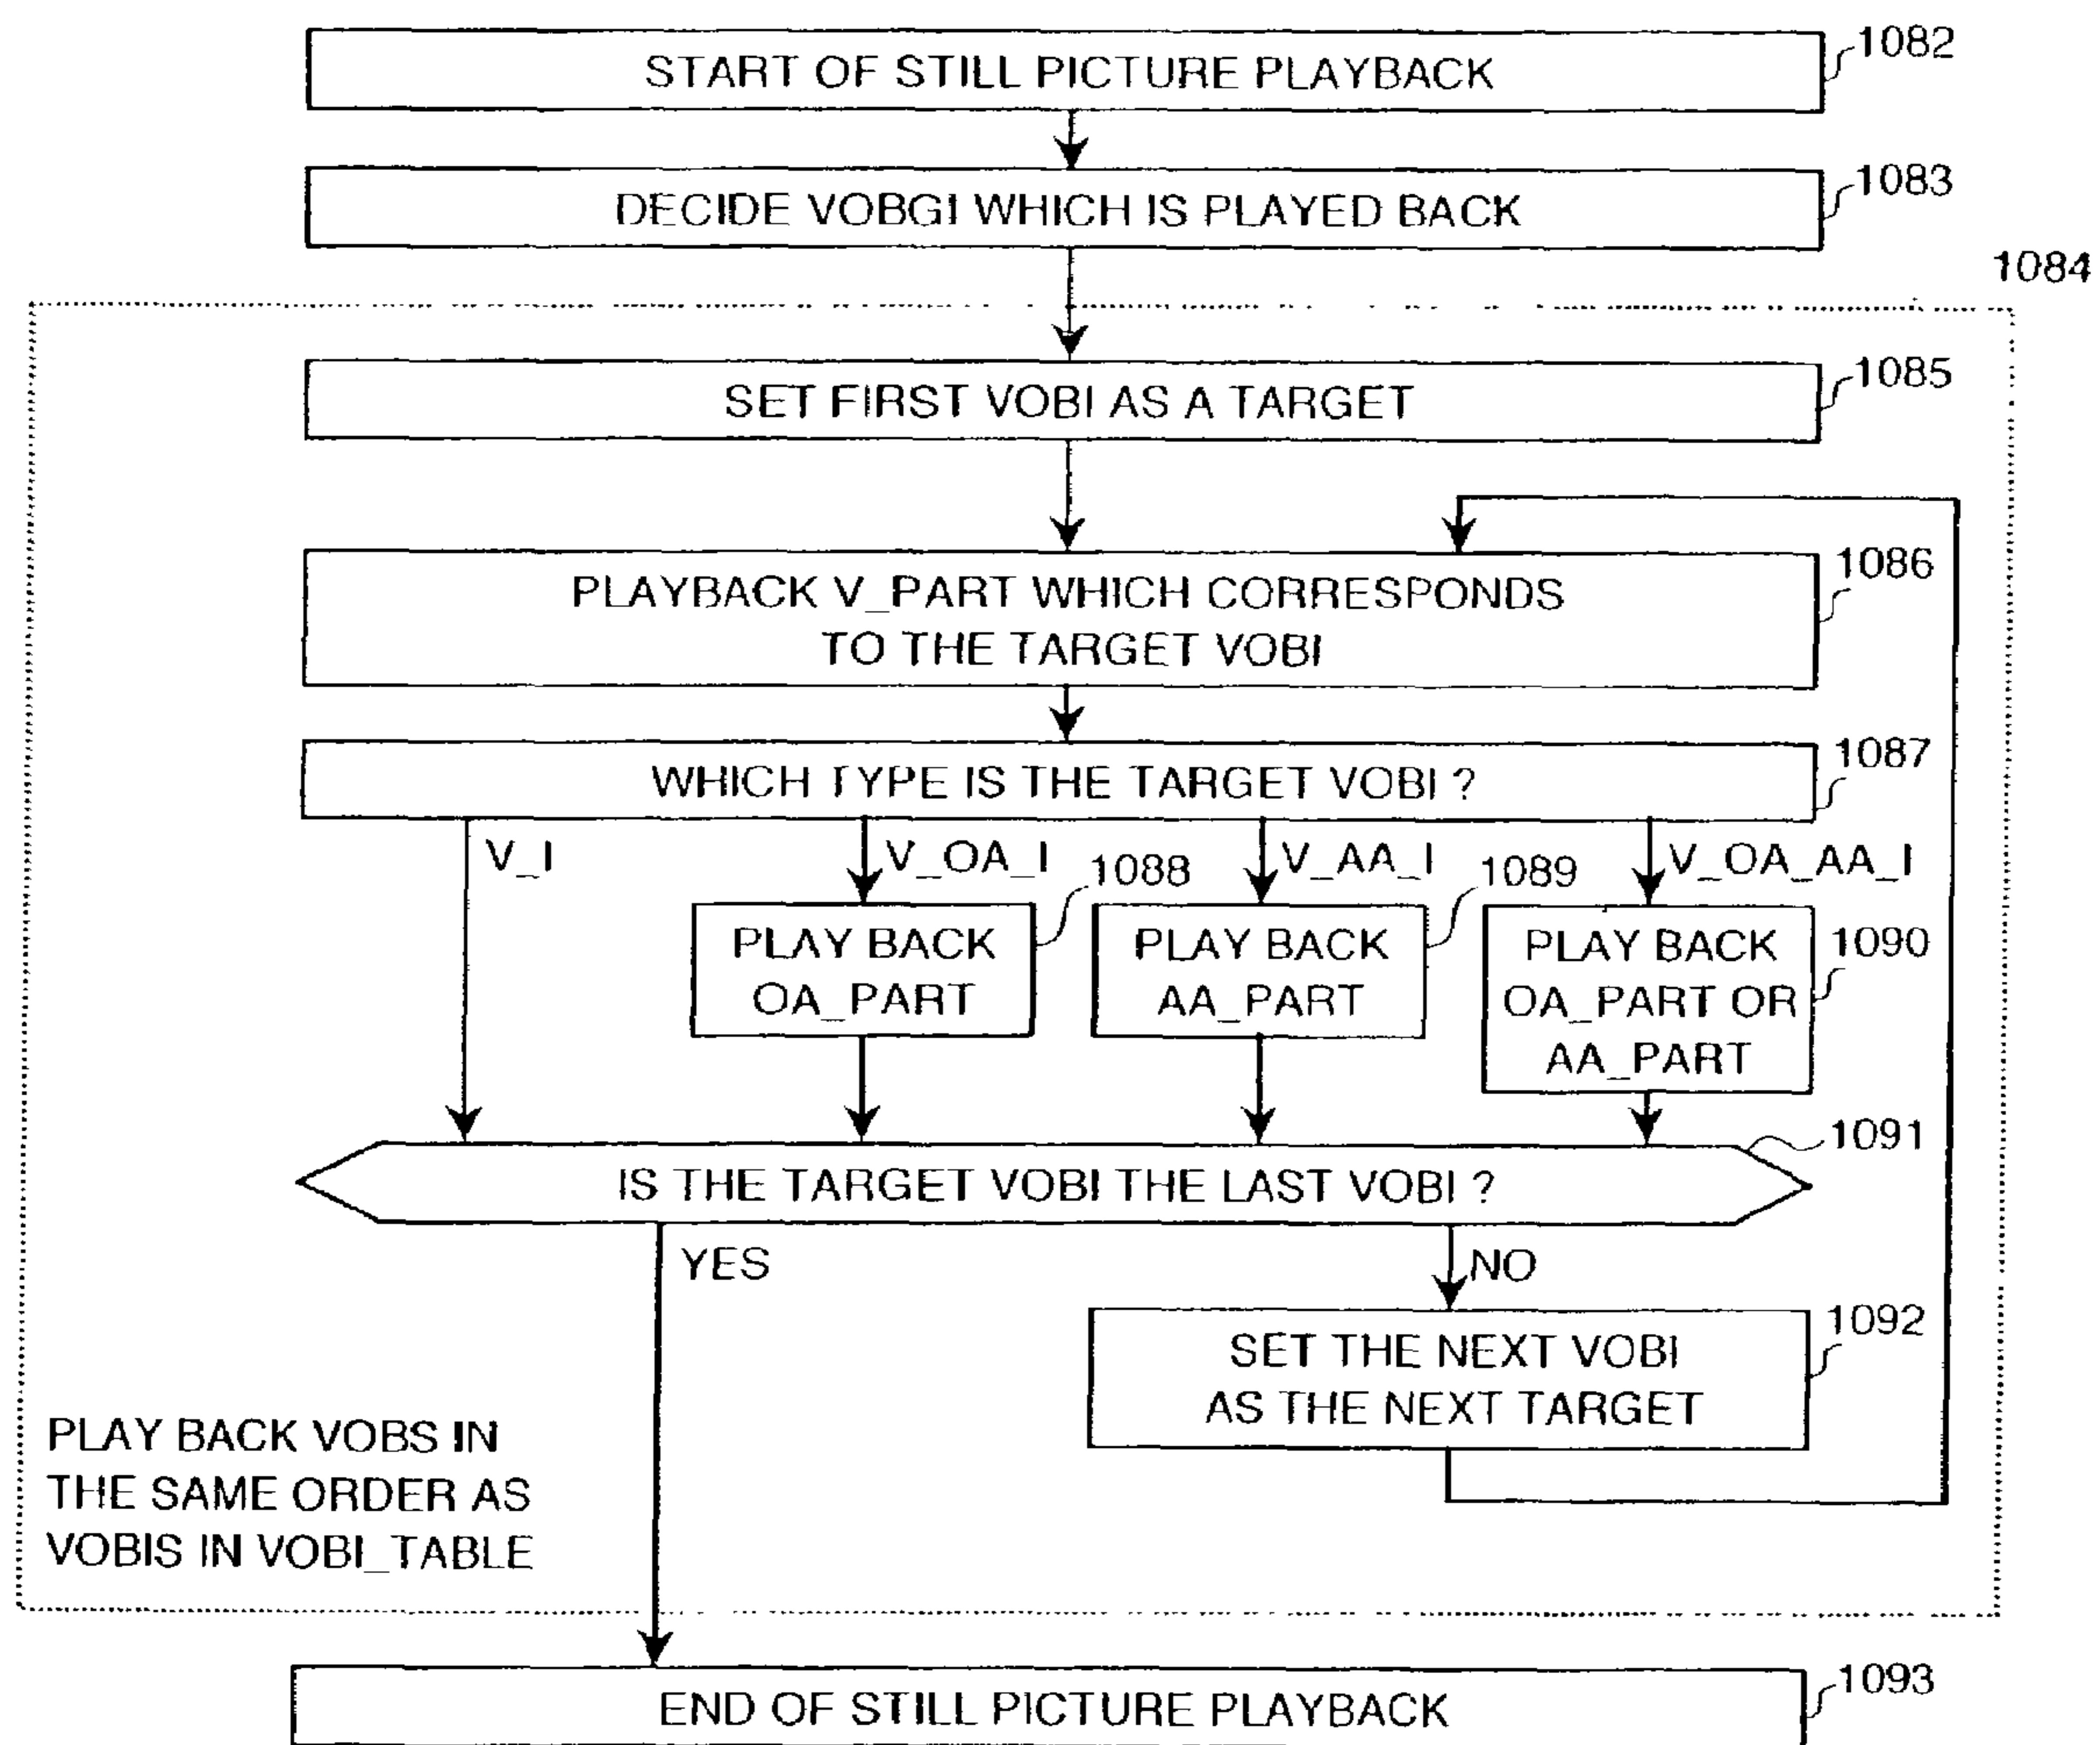 START OF STILL PICTURE PLAYBACK
1082
DECIDE VOBGI WHICH IS PLAYED BACK
1083
1084
SET FIRST VOBI AS A TARGET
1085
PLAYBACK V_PART WHICH CORRESPONDS
TO THE TARGET VOBI
1086
WHICH TYPE IS THE TARGET VOBI ?
1087
V_I
V_OA_I
1088
V_AA_I
1089
V_OA_AA_I
PLAY BACK
OA_PART
PLAY BACK
AA_PART
PLAY BACK
OA_PART OR
AA_PART
1090
IS THE TARGET VOBI THE LAST VOBI ?
1091
YES
NO
SET THE NEXT VOBI
AS THE NEXT TARGET
1092
PLAY BACK VOBS IN
THE SAME ORDER AS
VOBIS IN VOBI_TABLE
END OF STILL PICTURE PLAYBACK
1093